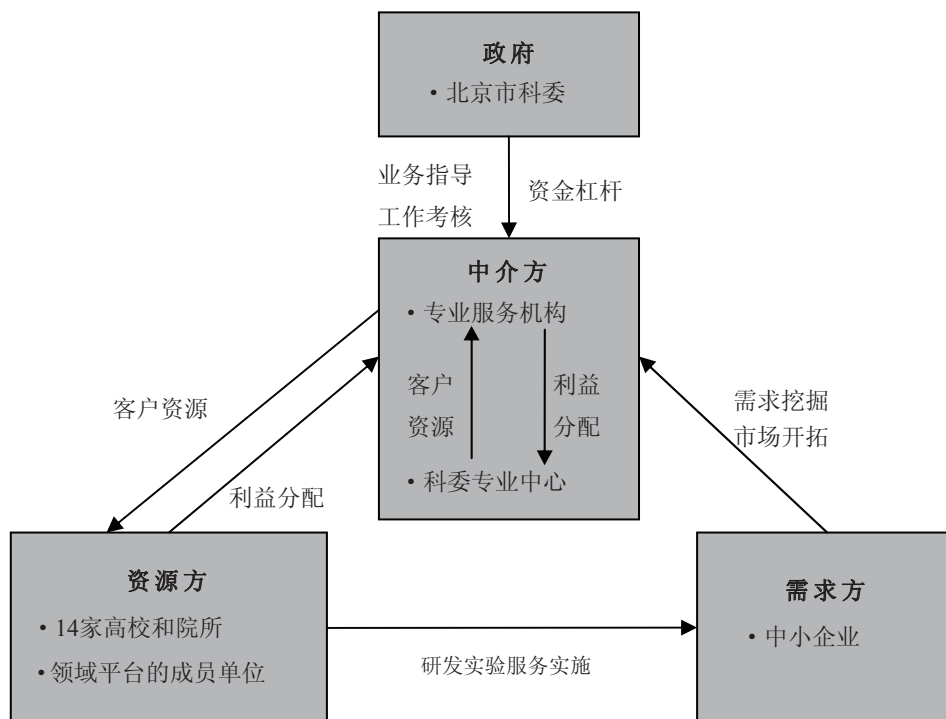 政府
·北京市科委
业务指导
工作考核
资金杠杆
中介方
·专业服务机构
客户
资源
利益
分配
·科委专业中心
客户资源
利益分配
需求挖掘
市场开拓
资源方
·14家高校和院所
·领域平台的成员单位
研发实验服务实施
需求方
·中小企业